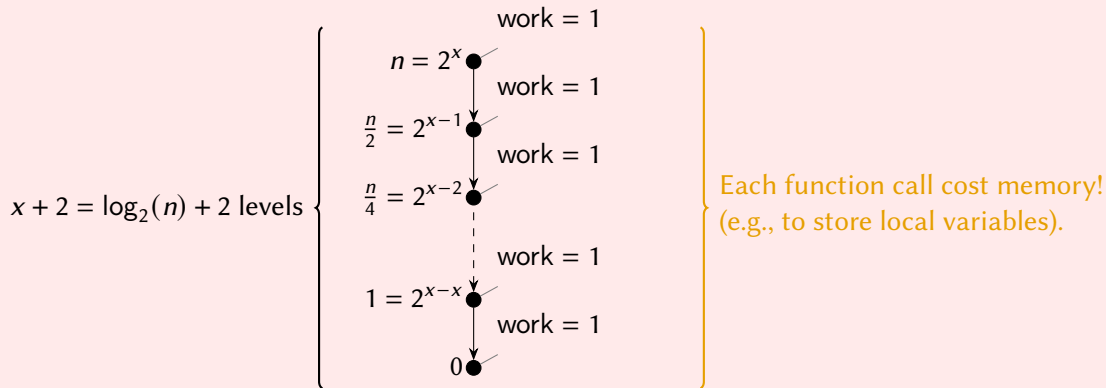 work = 1
n = 2^x
work = 1
n/2 = 2^{x−1}
work = 1
n/4 = 2^{x−2}
x + 2 = log₂(n) + 2 levels
Each function call cost memory!
(e.g., to store local variables).
work = 1
1 = 2^{x−x}
work = 1
0